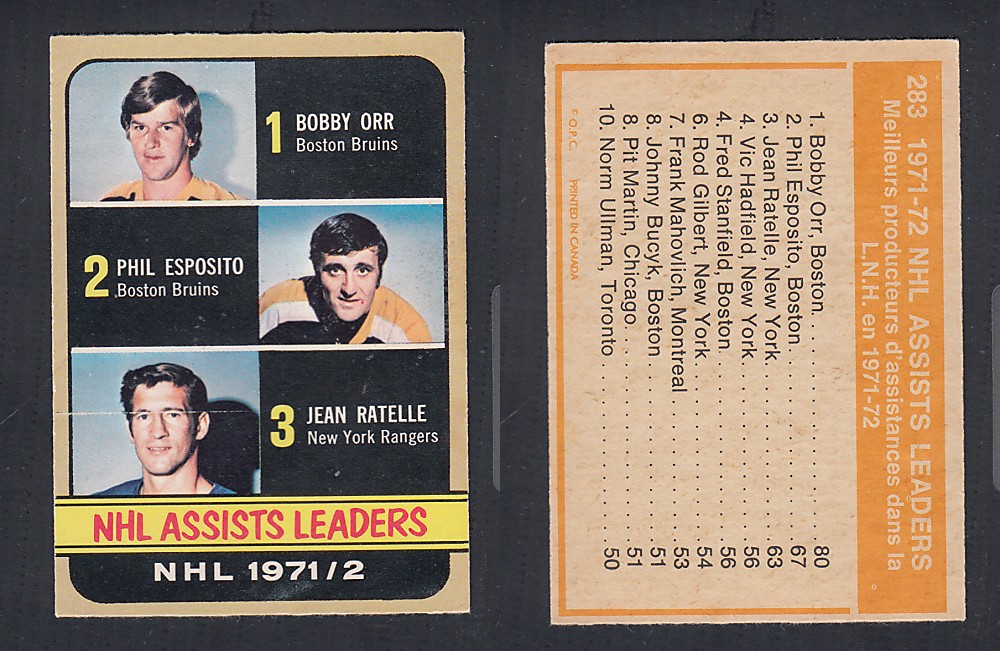 1 BOBBY ORR
Boston Bruins
2 PHIL ESPOSITO
Boston Bruins
3 JEAN RATELLE
New York Rangers
NHL ASSISTS LEADERS
NHL 1971/2
283 1971-72 NHL ASSISTS LEADERS
Meilleurs producteurs d'assistances dans la
L.N.H. en 1971-72
1. Bobby Orr, Boston. . . . . . . . . . . . . . . 80
2. Phil Esposito, Boston. . . . . . . . . . . . . 67
3. Jean Ratelle, New York . . . . . . . . . . . 63
4. Vic Hadfield, New York . . . . . . . . . . . 56
4. Fred Stanfield, Boston. . . . . . . . . . . . 56
6. Rod Gilbert, New York . . . . . . . . . . . 54
7. Frank Mahovlich, Montreal . . . . . . . . 53
8. Johnny Bucyk, Boston . . . . . . . . . . . 51
8. Pit Martin, Chicago. . . . . . . . . . . . . . 51
10. Norm Ullman, Toronto . . . . . . . . . . . 50
© O.P.C. PRINTED IN CANADA